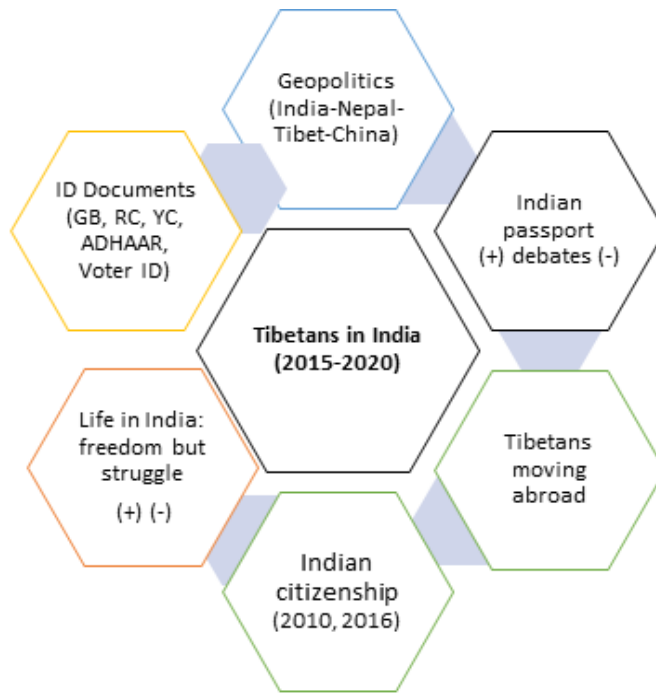 Geopolitics
(India-Nepal-
Tibet-China)
Indian
passport
(+) debates (-)
Tibetans
moving
abroad
Indian
citizenship
(2010, 2016)
Life in India:
freedom but
struggle
(+) (-)
ID Documents
(GB, RC, YC,
ADHAAR,
Voter ID)
Tibetans in India
(2015-2020)